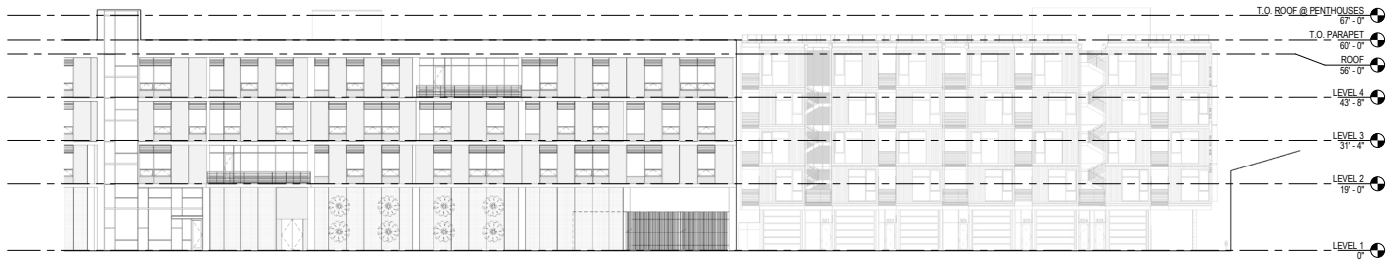 T.O. ROOF @ PENTHOUSES
67' - 0"
T.O. PARAPET
60' - 0"
ROOF
56' - 0"
LEVEL 4
43' - 8"
LEVEL 3
31' - 4"
LEVEL 2
19' - 0"
LEVEL 1
0"